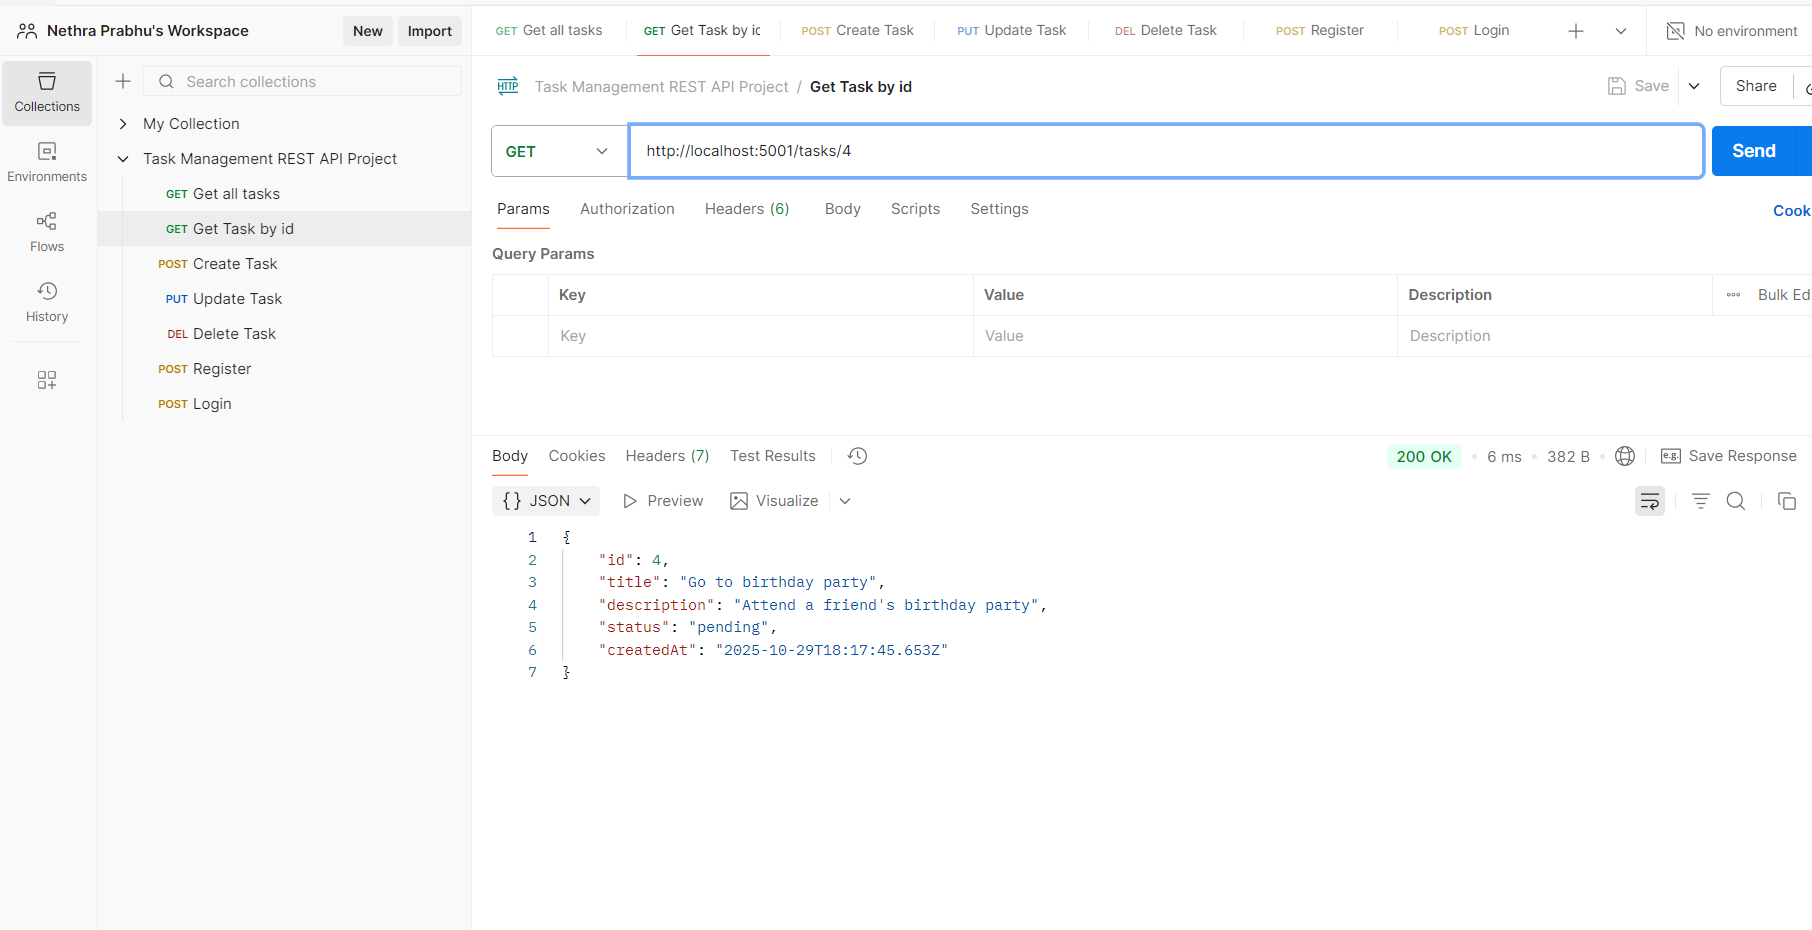 Nethra Prabhu's Workspace
New
Import
GET Get all tasks
GET Get Task by ic
POST Create Task
PUT Update Task
DEL Delete Task
POST Register
POST Login
No environment
Collections
Environments
Flows
History
Search collections
My Collection
Task Management REST API Project
GET Get all tasks
GET Get Task by id
POST Create Task
PUT Update Task
DEL Delete Task
POST Register
POST Login
HTTP Task Management REST API Project / Get Task by id
Save
Share
GET
http://localhost:5001/tasks/4
Send
Params Authorization Headers (6) Body Scripts Settings
Cook
Query Params
Key Value Description Bulk Ed
Key Value Description
Body Cookies Headers (7) Test Results
200 OK • 6 ms • 382 B •
e.g. Save Response
{} JSON Preview Visualize
1 {
2 "id": 4,
3 "title": "Go to birthday party",
4 "description": "Attend a friend's birthday party",
5 "status": "pending",
6 "createdAt": "2025-10-29T18:17:45.653Z"
7 }